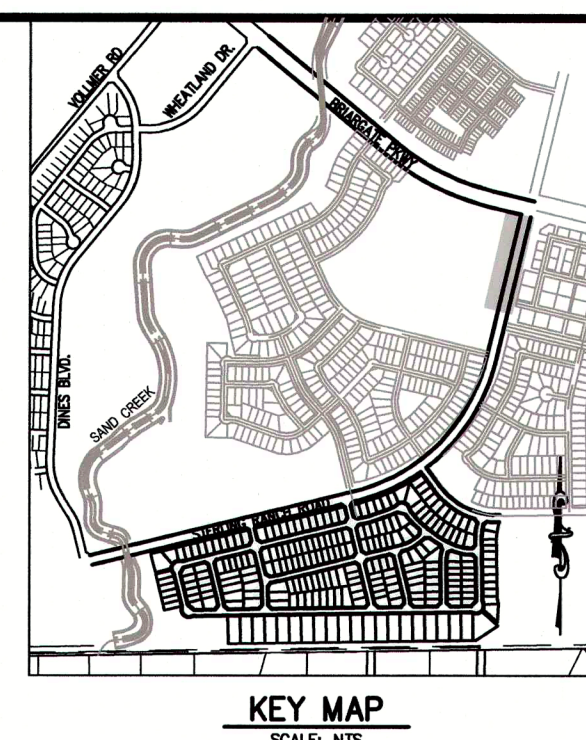 VOLLMER RD
WHEATLAND DR.
BRIARGATE PKWY
DINES BLVD.
SAND CREEK
STERLING RANCH ROAD
KEY MAP
SCALE: NTS